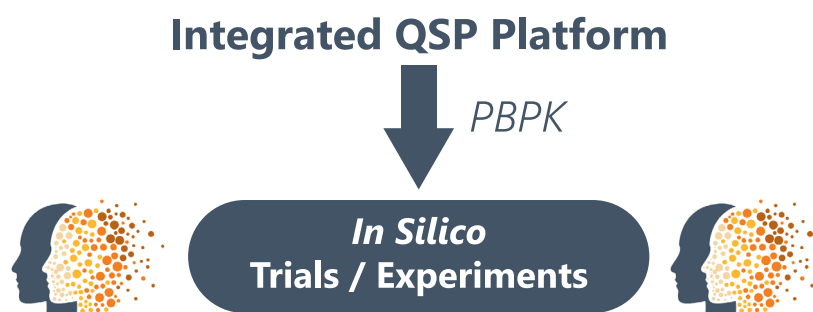 Integrated QSP Platform
PBPK
In Silico
Trials / Experiments